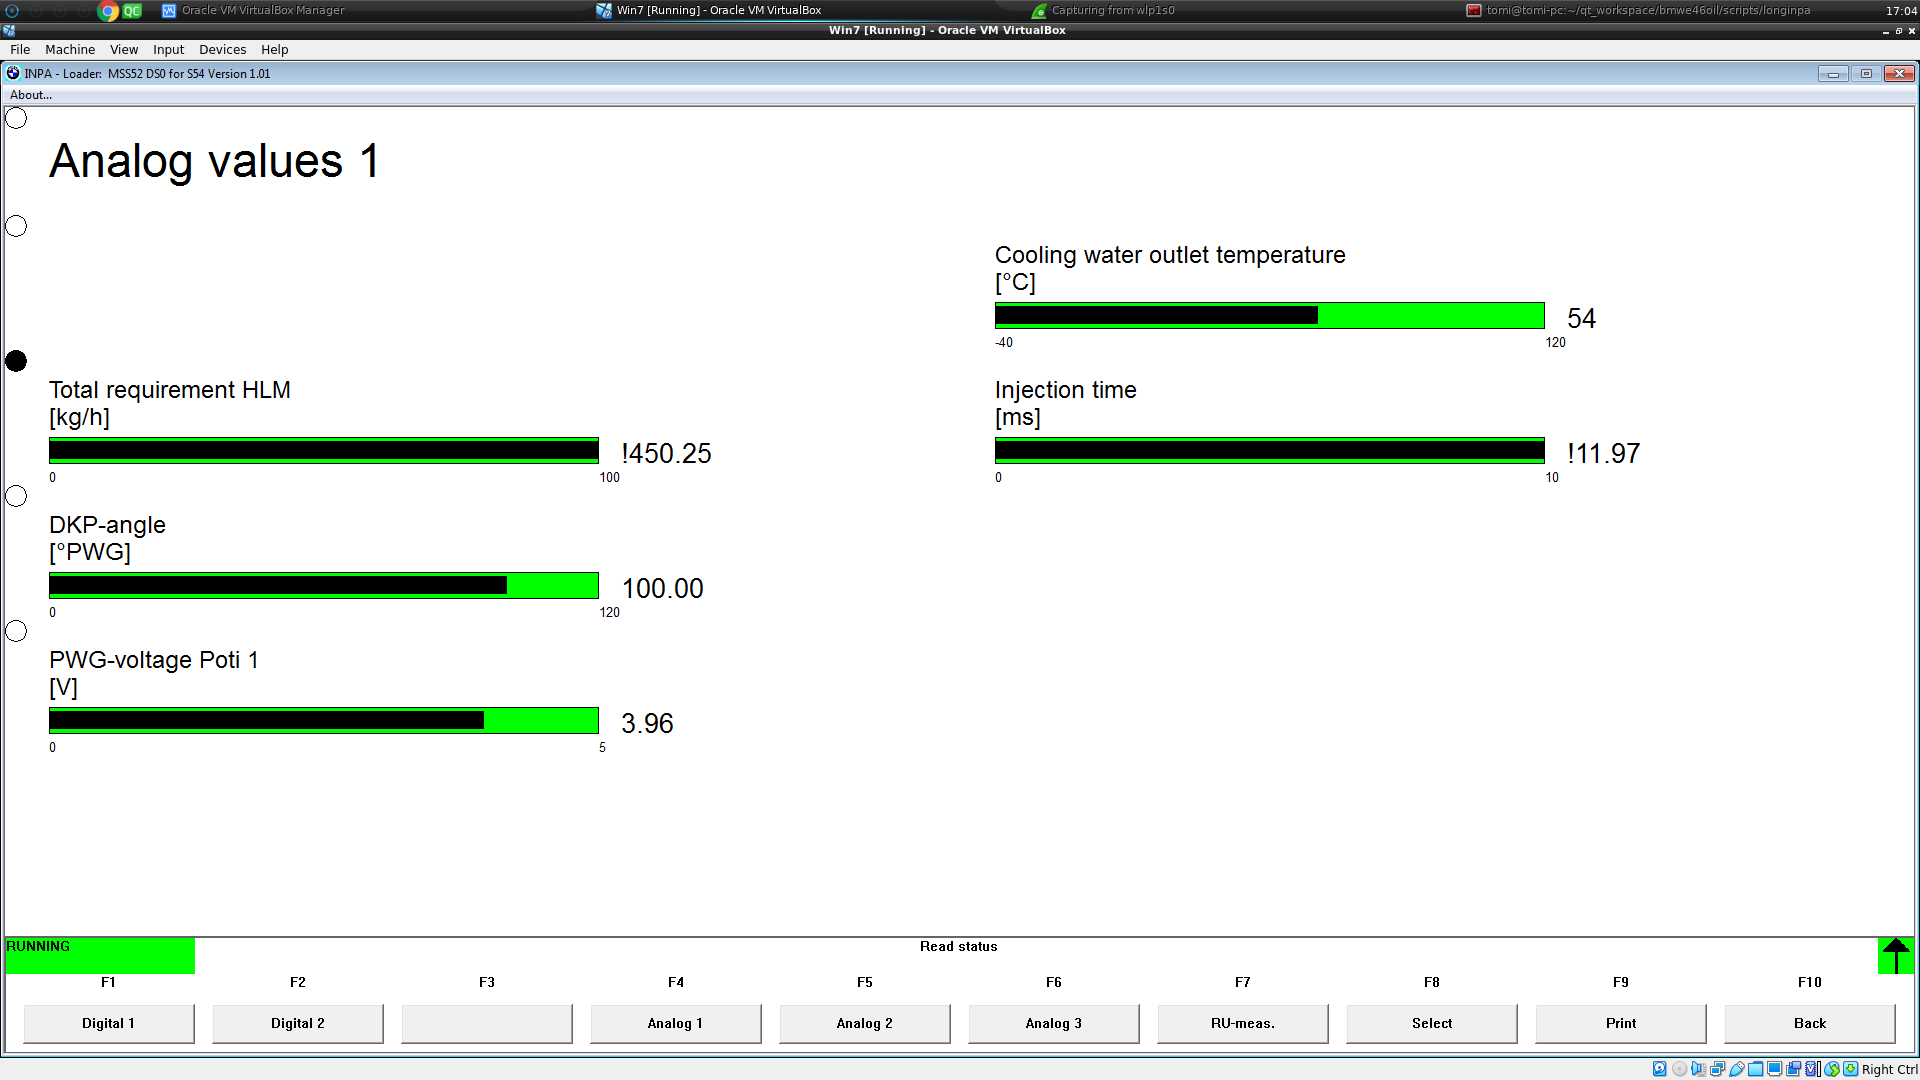 QC
Oracle VM VirtualBox Manager
Win7 [Running] - Oracle VM VirtualBox
Capturing from wlp1s0
tomi@tomi-pc:~/qt_workspace/bmwe46oil/scripts/longinpa
17:04
Win7 [Running] - Oracle VM VirtualBox
File Machine View Input Devices Help
INPA - Loader: MSS52 DS0 for S54 Version 1.01
About...
Analog values 1
Cooling water outlet temperature
[°C]
54
-40 120
Total requirement HLM
[kg/h]
!450.25
0 100
Injection time
[ms]
!11.97
0 10
DKP-angle
[°PWG]
100.00
0 120
PWG-voltage Poti 1
[V]
3.96
0 5
RUNNING
Read status
F1 F2 F3 F4 F5 F6 F7 F8 F9 F10
Digital 1 Digital 2 Analog 1 Analog 2 Analog 3 RU-meas. Select Print Back
Right Ctrl